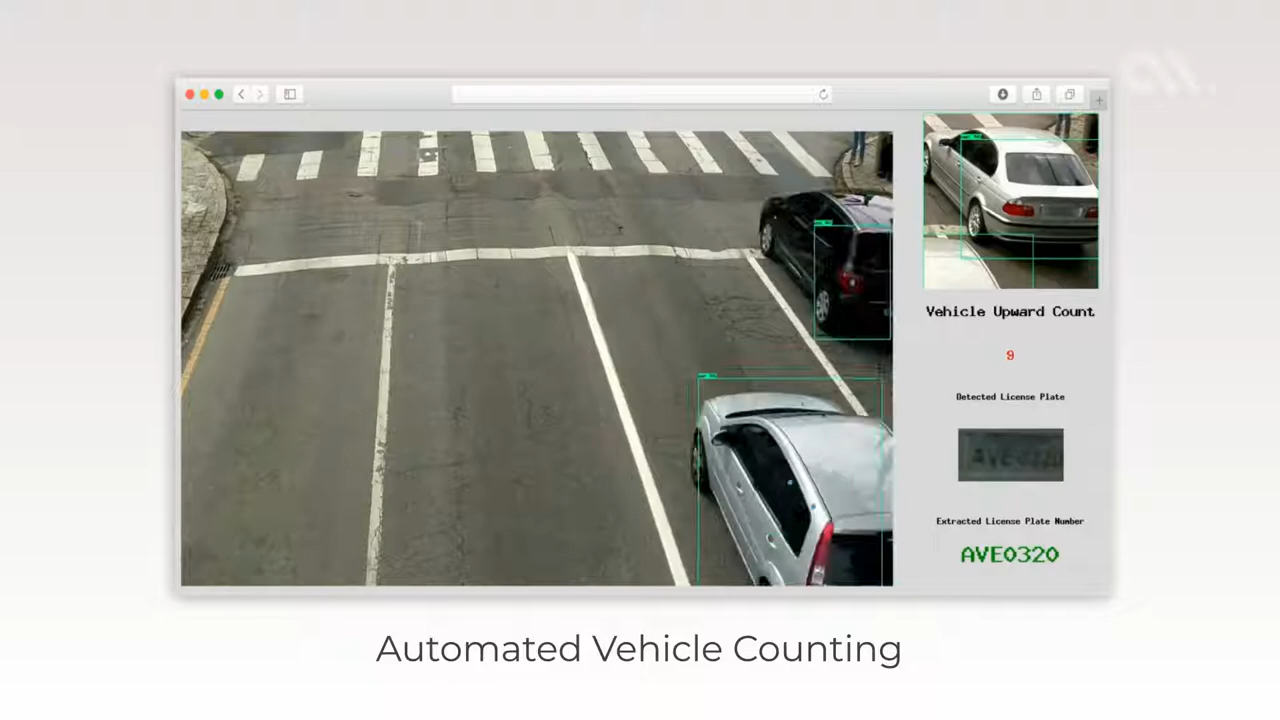 Vehicle Upward Count
9
Detected License Plate
Extracted License Plate Number
AVE0320
Automated Vehicle Counting